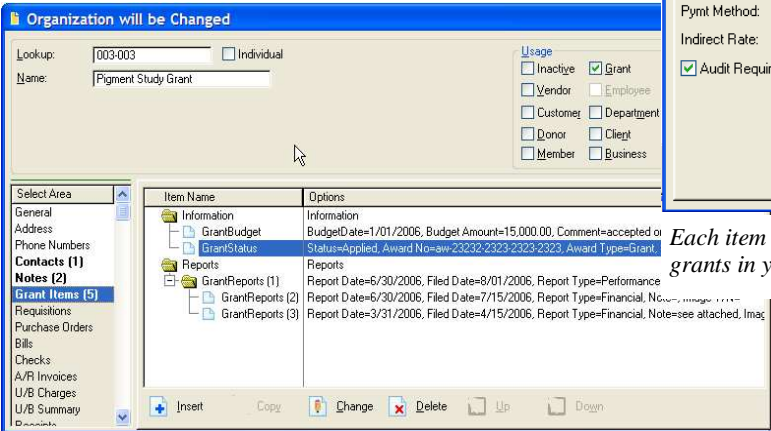 Organization will be Changed
Lookup: 003-003 Individual
Name: Pigment Study Grant
Usage
Inactive Grant
Vendor Employee
Customer Department
Donor Client
Member Business
Pymt Method:
Indirect Rate:
Audit Requir
Select Area
General
Address
Phone Numbers
Contacts (1)
Notes (2)
Grant Items (5)
Requisitions
Purchase Orders
Bills
Checks
A/R Invoices
U/B Charges
U/B Summary
Item Name Options
Information Information
GrantBudget BudgetDate=1/01/2006, Budget Amount=15,000.00, Comment=accepted o
GrantStatus Status=Applied, Award No=aw-23232-2323-2323-2323, Award Type=Grant,
Reports Reports
GrantReports (1) Report Date=6/30/2006, Filed Date=8/01/2006, Report Type=Performance
GrantReports (2) Report Date=6/30/2006, Filed Date=7/15/2006, Report Type=Financial,
GrantReports (3) Report Date=3/31/2006, Filed Date=4/15/2006, Report Type=Financial, Note=see attached, Imag
Insert Copy Change Delete Up Down
Each item
grants in y